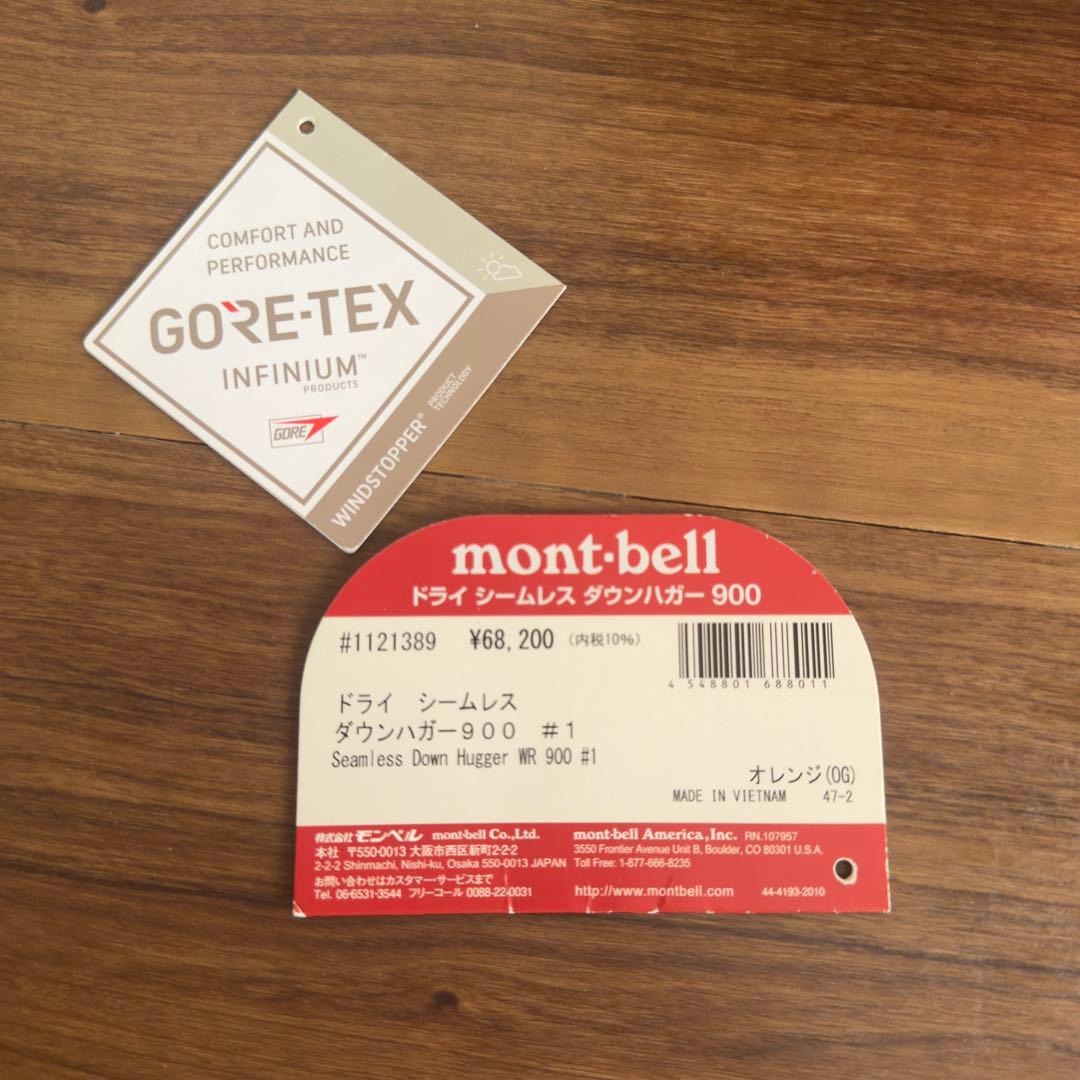 COMFORT AND
PERFORMANCE
GORE-TEX
INFINIUM™
PRODUCTS
GORE
WINDSTOPPER®
PRODUCT
TECHNOLOGY
mont·bell
ドライ シームレス ダウンハガー 900
#1121389 ¥68,200 (内税10%)
4 548801 688011
ドライ シームレス
ダウンハガー900 #1
Seamless Down Hugger WR 900 #1
オレンジ(OG)
MADE IN VIETNAM 47-2
株式会社モンベル mont·bell Co.,Ltd.
本社 〒550-0013 大阪市西区新町2-2-2
2-2-2 Shinmachi, Nishi-ku, Osaka 550-0013 JAPAN
お問い合わせはカスタマー・サービスまで
Tel. 06-6531-3544 フリーコール 0088-22-0031
mont·bell America, Inc. RN.107957
3550 Frontier Avenue Unit B, Boulder, CO 80301 U.S.A.
Toll Free: 1-877-666-8235
http://www.montbell.com 44-4193-2010